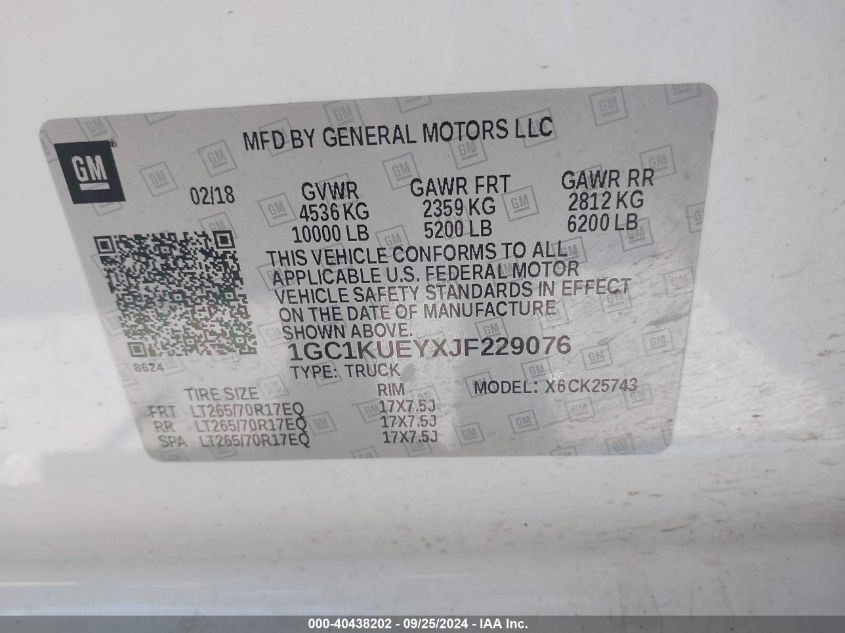 MFD BY GENERAL MOTORS LLC
GM
02/18 GVWR GAWR FRT GAWR RR
4536 KG 2359 KG 2812 KG
10000 LB 5200 LB 6200 LB
THIS VEHICLE CONFORMS TO ALL
APPLICABLE U.S. FEDERAL MOTOR
VEHICLE SAFETY STANDARDS IN EFFECT
ON THE DATE OF MANUFACTURE
SHOWN ABOVE.
8624
1GC1KUEYXJF229076
TYPE: TRUCK
MODEL: X6CK25743
TIRE SIZE RIM
FRT LT265/70R17EQ 17X7.5J
RR LT265/70R17EQ 17X7.5J
SPA LT265/70R17EQ 17X7.5J
000-40438202 - 09/25/2024 - IAA Inc.